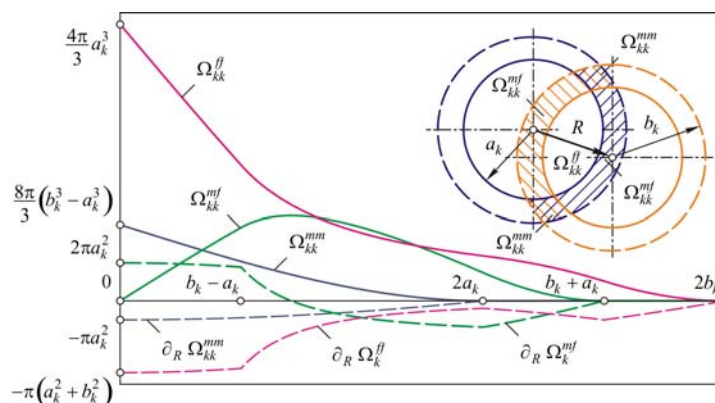 4π/3 a_k^3
Ω_kk^ff
8π/3 (b_k^3 − a_k^3)
2πa_k^2
0
−πa_k^2
−π(a_k^2 + b_k^2)
Ω_kk^mf
Ω_kk^mm
b_k − a_k
2a_k
b_k + a_k
2b_k
∂_R Ω_kk^mm
∂_R Ω_k^ff
∂_R Ω_k^mf
Ω_kk^mm
Ω_kk^mf
R
b_k
a_k
Ω_kk^ff
Ω_kk^mf
Ω_kk^mm